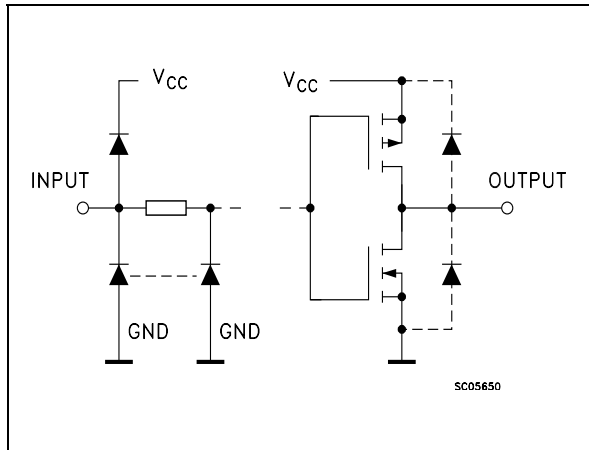 VCC
VCC
INPUT
OUTPUT
GND
GND
SC05650